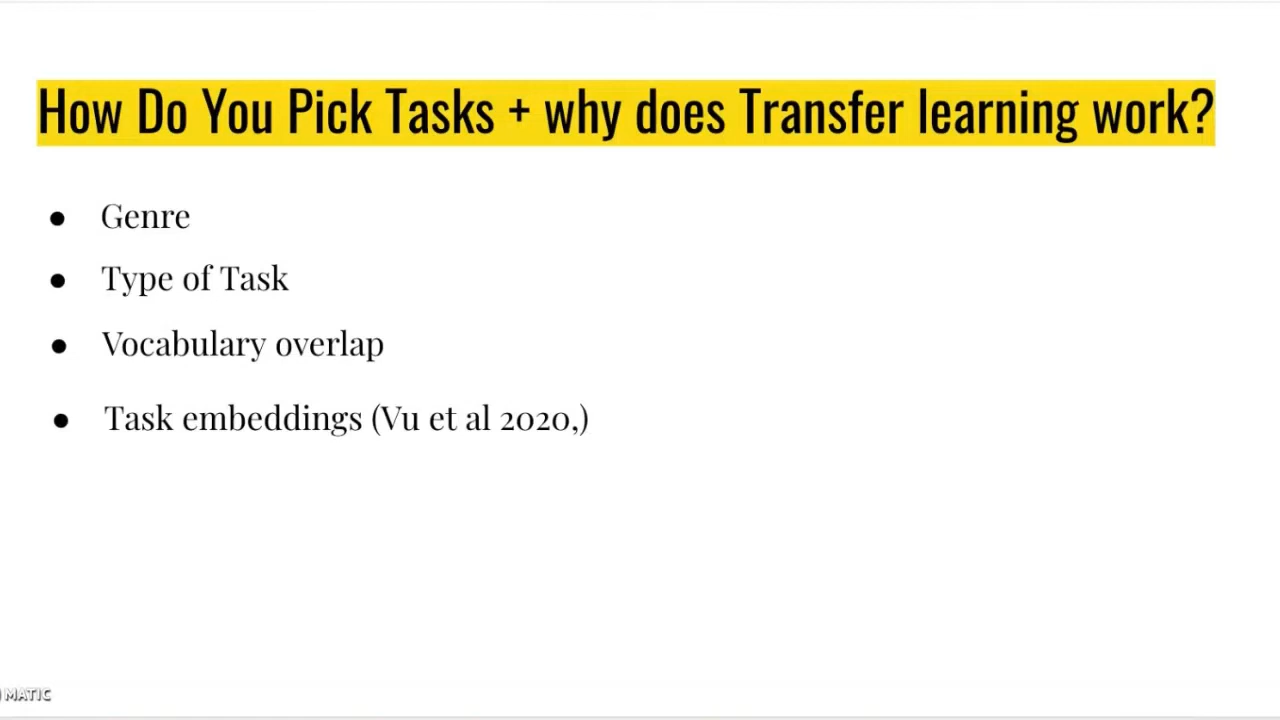 How Do You Pick Tasks + why does Transfer learning work?
● Genre
● Type of Task
● Vocabulary overlap
● Task embeddings (Vu et al 2020,)
MATIC